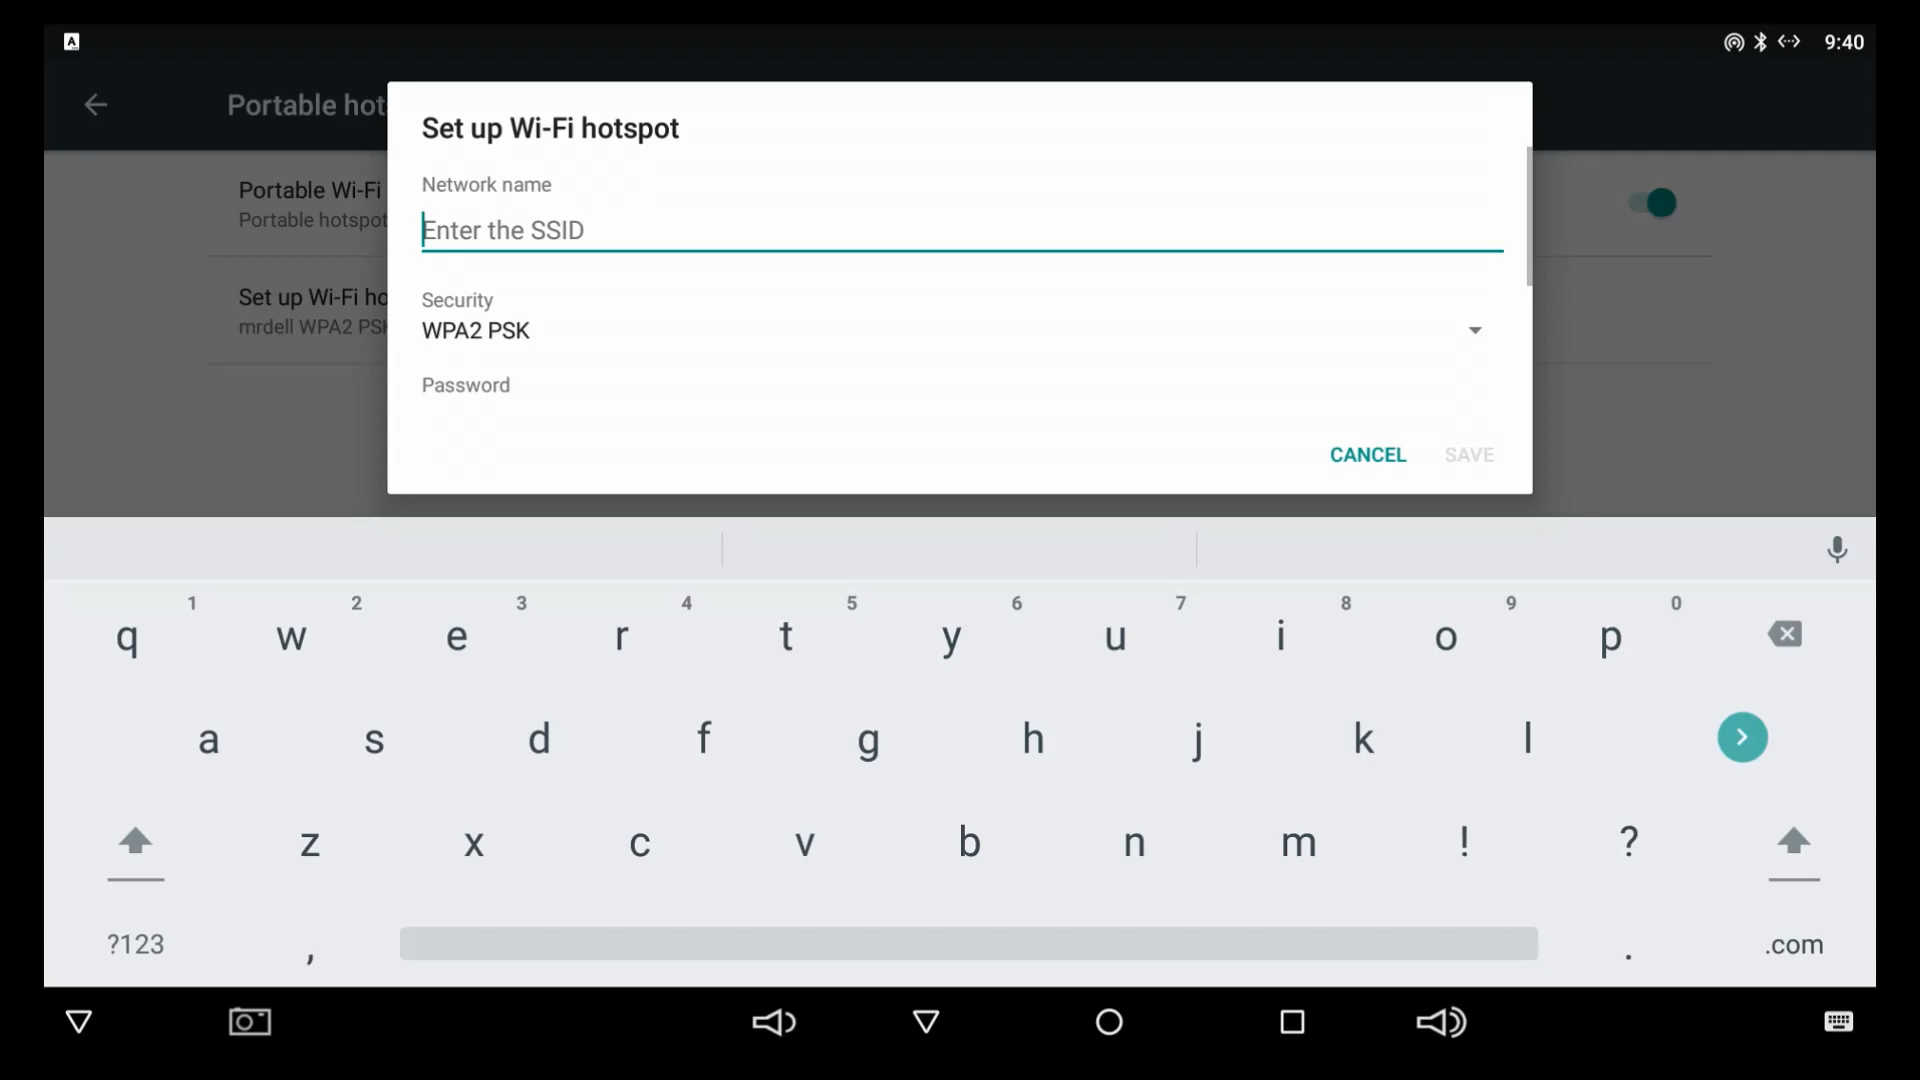 A
9:40
Portable hot
Set up Wi-Fi hotspot
Network name
Enter the SSID
Portable Wi-Fi
Portable hotspot
Set up Wi-Fi ho
mrdell WPA2 PSK
Security
WPA2 PSK
Password
CANCEL SAVE
1 2 3 4 5 6 7 8 9 0
q w e r t y u i o p
a s d f g h j k l
z x c v b n m ! ?
?123 , . .com